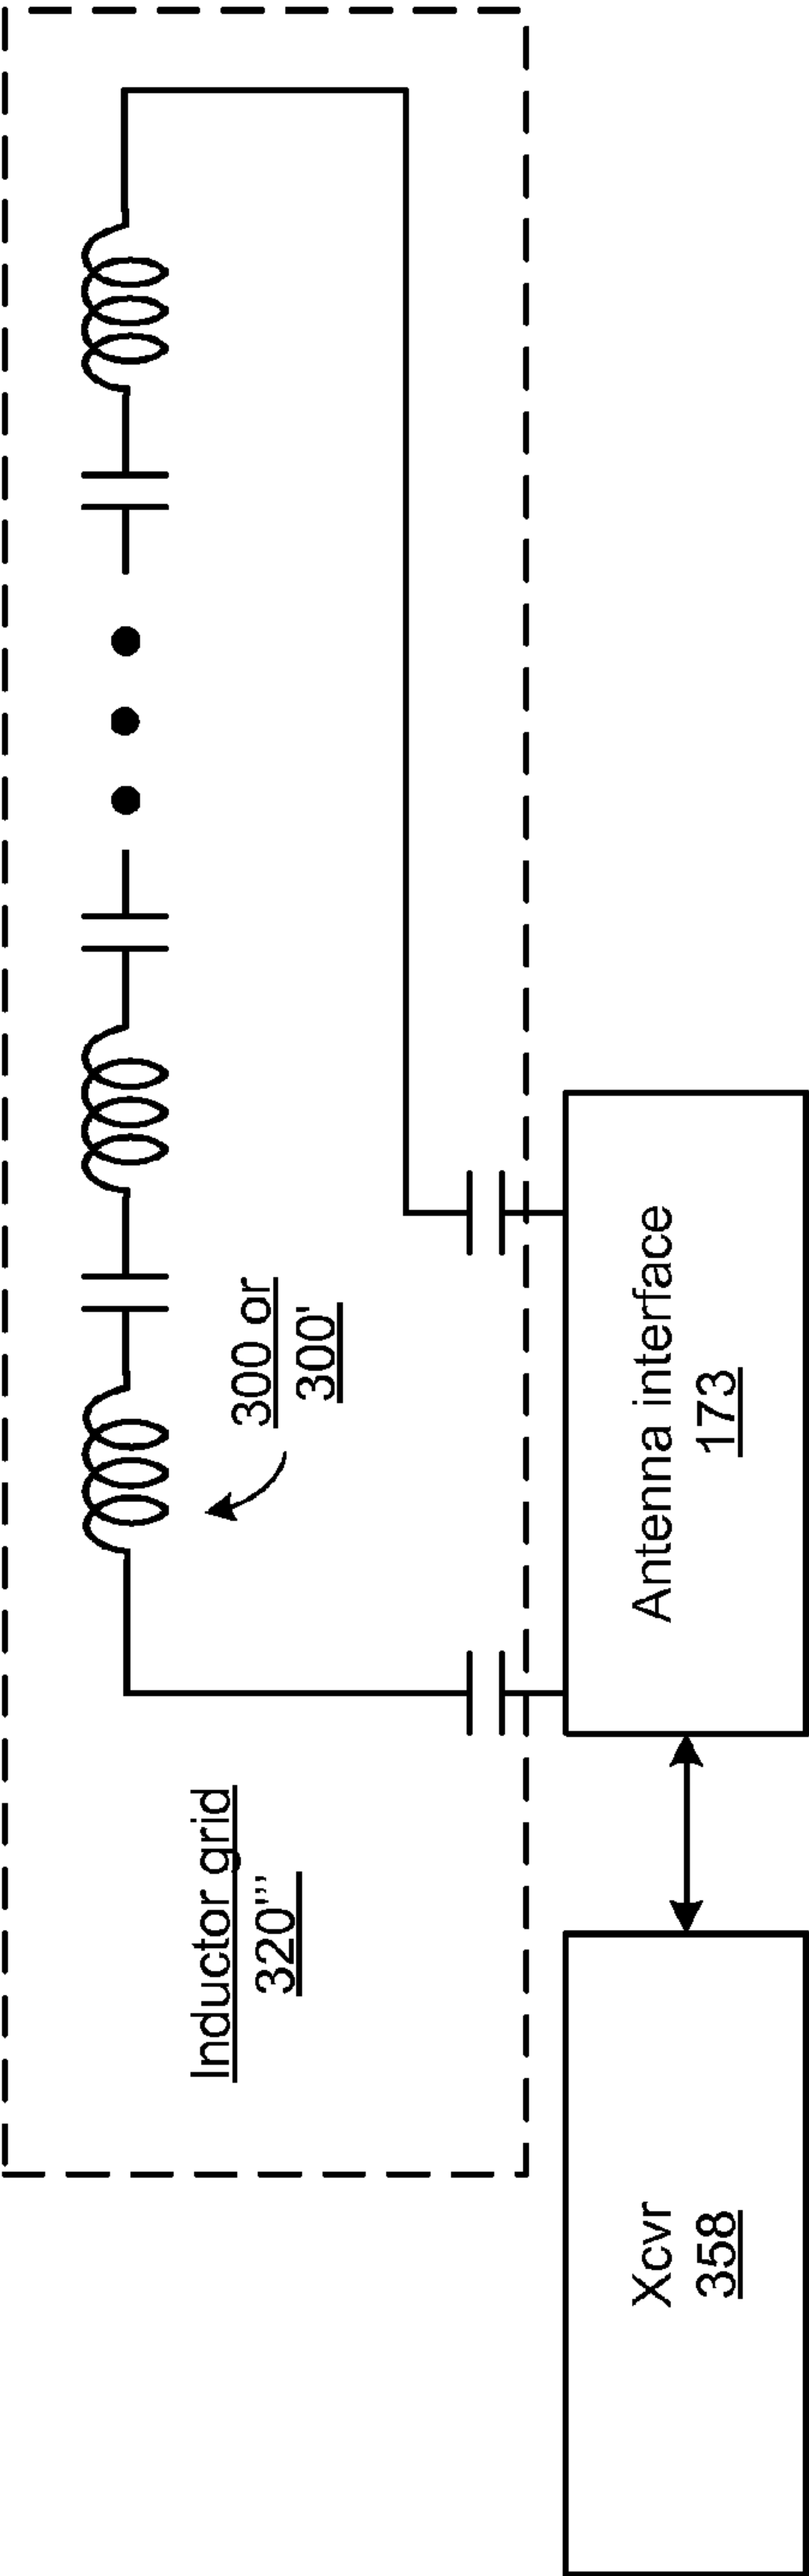 Inductor grid
320'''
300 or
300'
Xcvr
358
Antenna interface
173